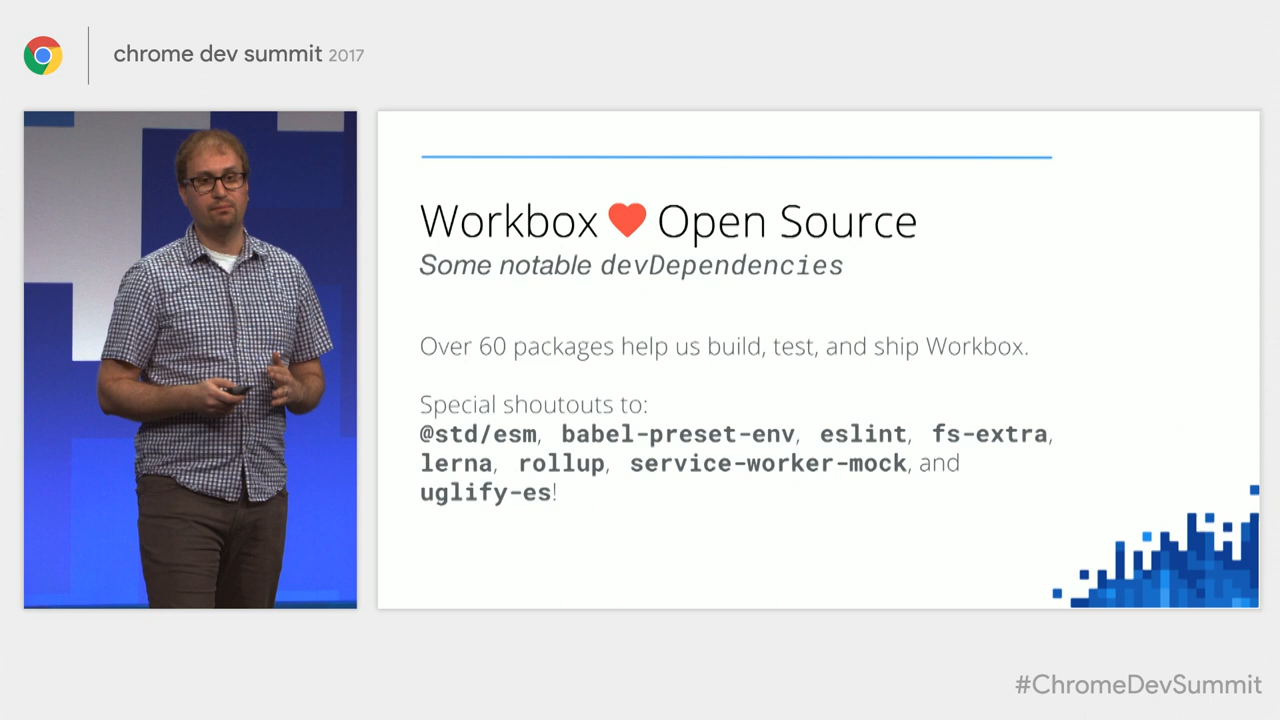 chrome dev summit 2017
Workbox ❤ Open Source
Some notable devDependencies
Over 60 packages help us build, test, and ship Workbox.
Special shoutouts to:
@std/esm, babel-preset-env, eslint, fs-extra,
lerna, rollup, service-worker-mock, and
uglify-es!
#ChromeDevSummit